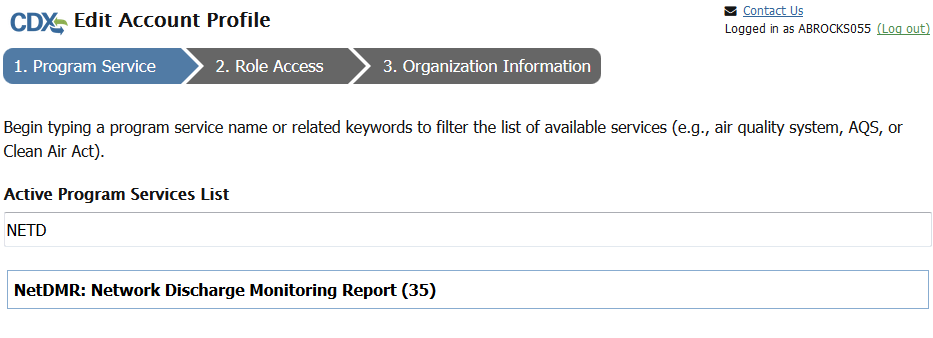 CDX Edit Account Profile
Contact Us
Logged in as ABROCKS055 (Log out)
1. Program Service 2. Role Access 3. Organization Information
Begin typing a program service name or related keywords to filter the list of available services (e.g., air quality system, AQS, or
Clean Air Act).
Active Program Services List
NETD
NetDMR: Network Discharge Monitoring Report (35)